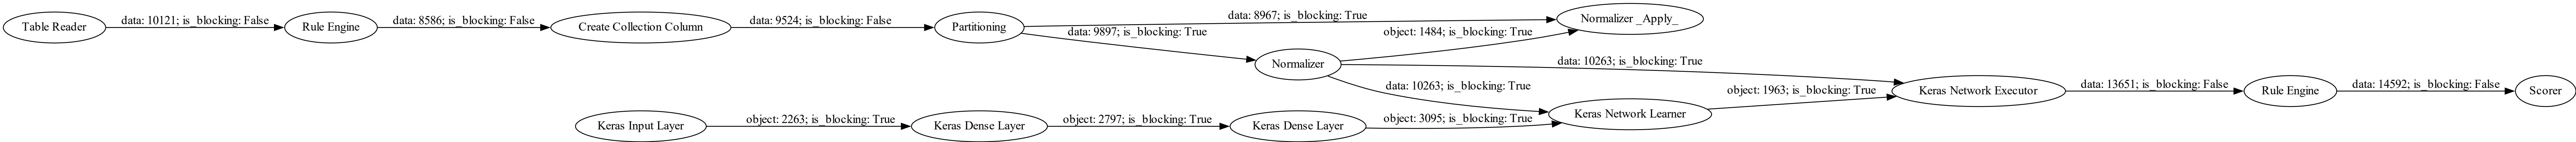 Table Reader
data: 10121; is_blocking: False
Rule Engine
data: 8586; is_blocking: False
Create Collection Column
data: 9524; is_blocking: False
Partitioning
data: 8967; is_blocking: True
Normalizer _Apply_
data: 9897; is_blocking: True
Normalizer
object: 1484; is_blocking: True
data: 10263; is_blocking: True
data: 10263; is_blocking: True
Keras Input Layer
object: 2263; is_blocking: True
Keras Dense Layer
object: 2797; is_blocking: True
Keras Dense Layer
object: 3095; is_blocking: True
Keras Network Learner
object: 1963; is_blocking: True
Keras Network Executor
data: 13651; is_blocking: False
Rule Engine
data: 14592; is_blocking: False
Scorer